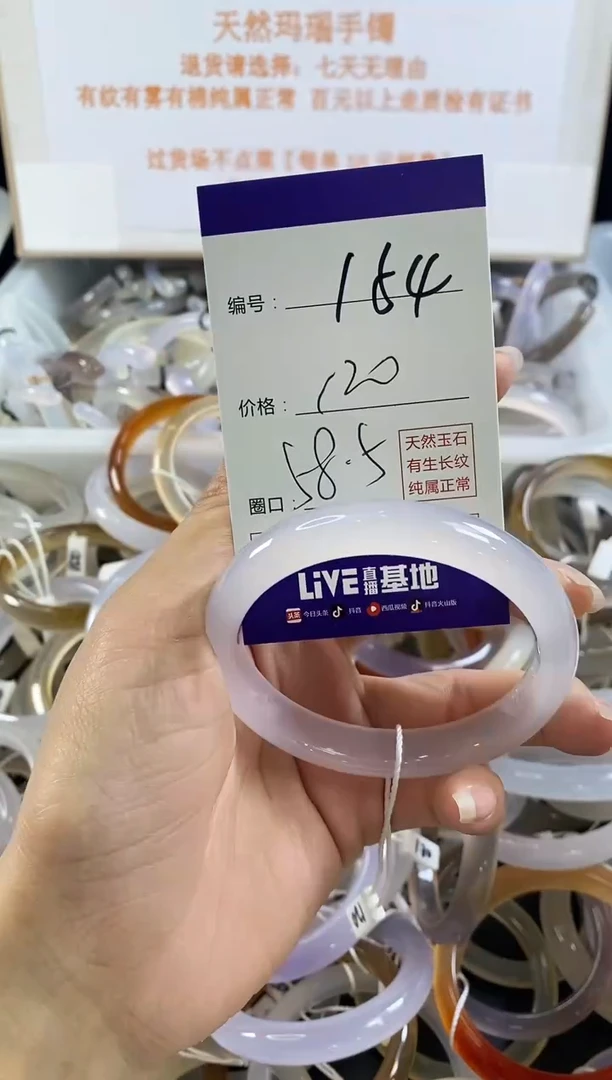 天然玛瑙手镯
退货请选择：七天无理由
有纹有雾有棉纯属正常 百元以上走质检有证书
编号：164
价格：120
圈口：58.5
天然玉石
有生长纹
纯属正常
LiVE直播基地
头条 今日头条 抖音 西瓜视频 抖音火山版